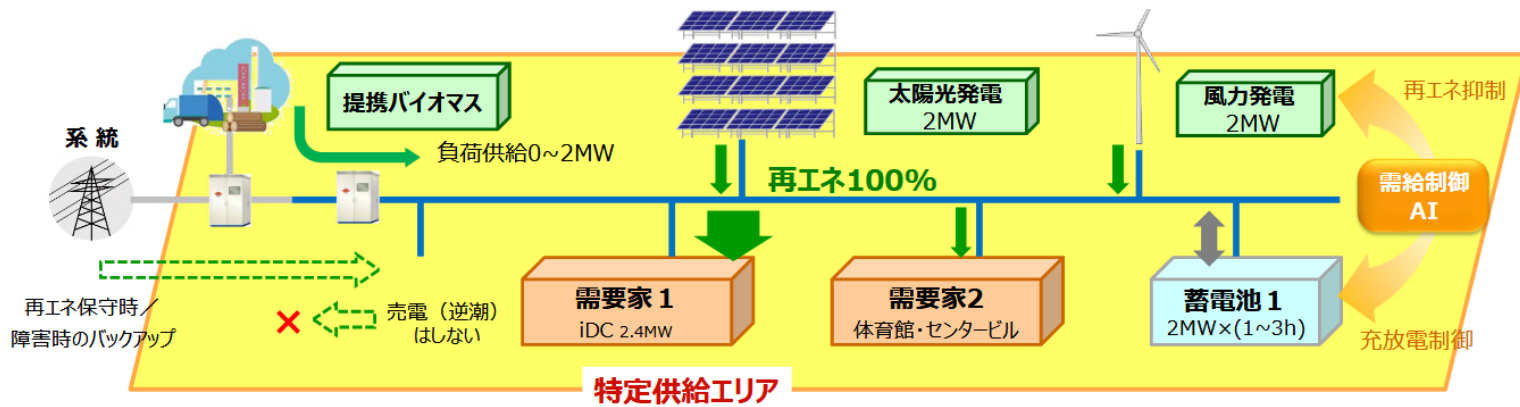 提携バイオマス
太陽光発電
2MW
風力発電
2MW
再エネ抑制
系 統
負荷供給0~2MW
再エネ100%
需給制御
AI
再エネ保守時／
障害時のバックアップ
売電（逆潮）
はしない
需要家１
iDC 2.4MW
需要家2
体育館・センタービル
蓄電池１
2MW×(1~3h)
充放電制御
特定供給エリア